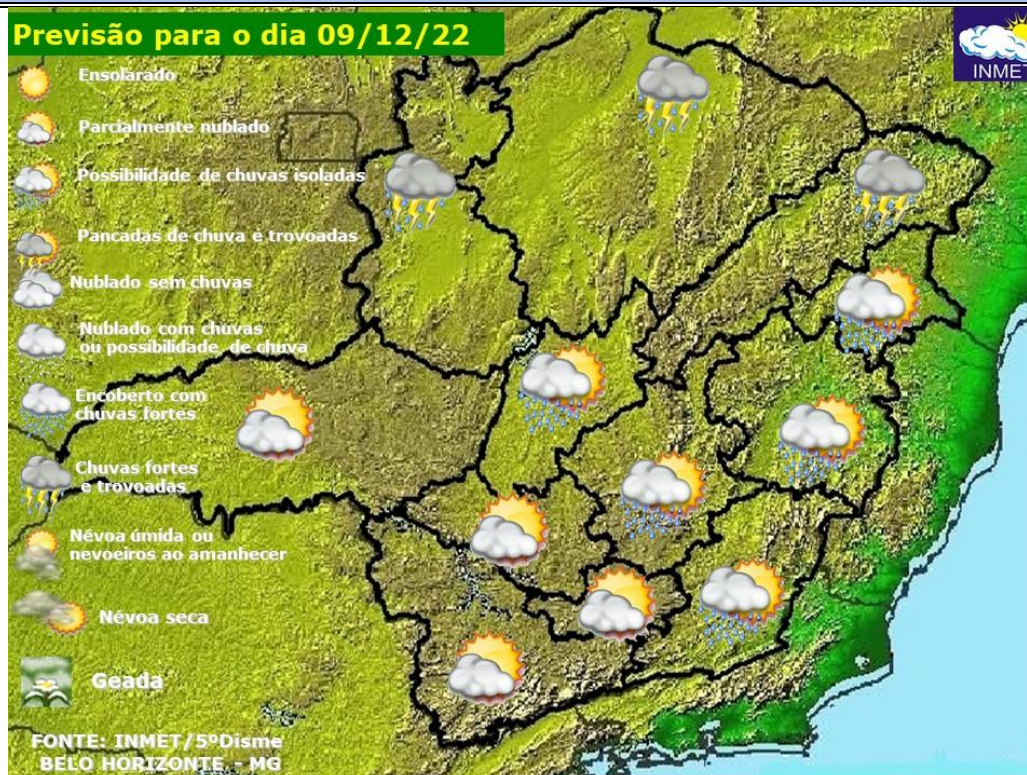 Previsão para o dia 09/12/22
INMET
Ensolarado
Parcialmente nublado
Possibilidade de chuvas isoladas
Pancadas de chuva e trovoadas
Nublado sem chuvas
Nublado com chuvas
ou possibilidade de chuva
Encoberto com
chuvas fortes
Chuvas fortes
e trovoadas
Névoa úmida ou
nevoeiros ao amanhecer
Névoa seca
Geada
FONTE: INMET/5ºDisme
BELO HORIZONTE - MG